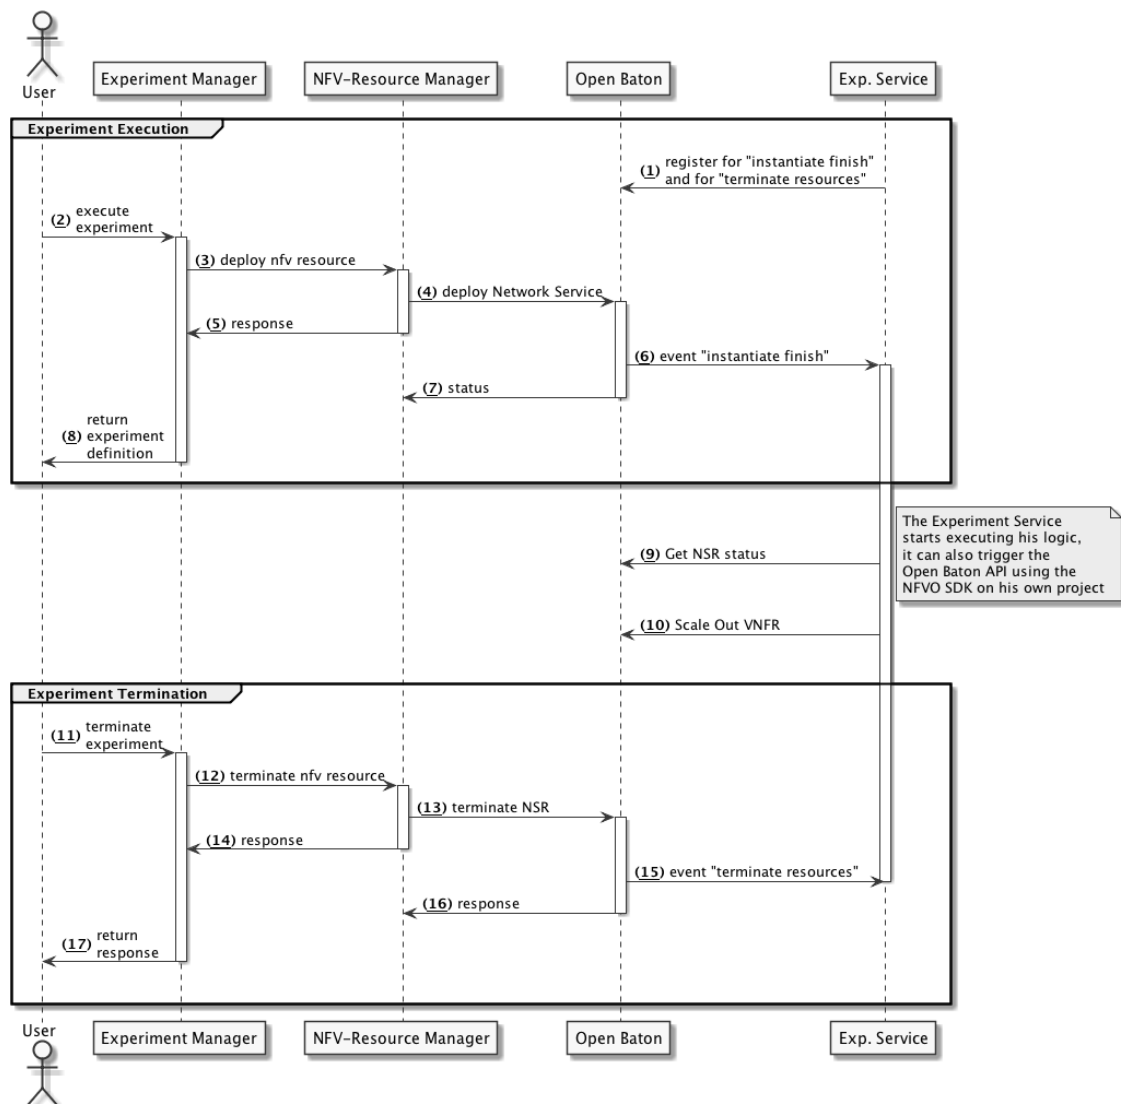 User
Experiment Manager
NFV-Resource Manager
Open Baton
Exp. Service
Experiment Execution
(1) register for "instantiate finish"
and for "terminate resources"
(2) execute
experiment
(3) deploy nfv resource
(4) deploy Network Service
(5) response
(6) event "instantiate finish"
(7) status
return
(8) experiment
definition
The Experiment Service
starts executing his logic,
it can also trigger the
Open Baton API using the
NFVO SDK on his own project
(9) Get NSR status
(10) Scale Out VNFR
Experiment Termination
(11) terminate
experiment
(12) terminate nfv resource
(13) terminate NSR
(14) response
(15) event "terminate resources"
(16) response
(17) return
response
User
Experiment Manager
NFV-Resource Manager
Open Baton
Exp. Service